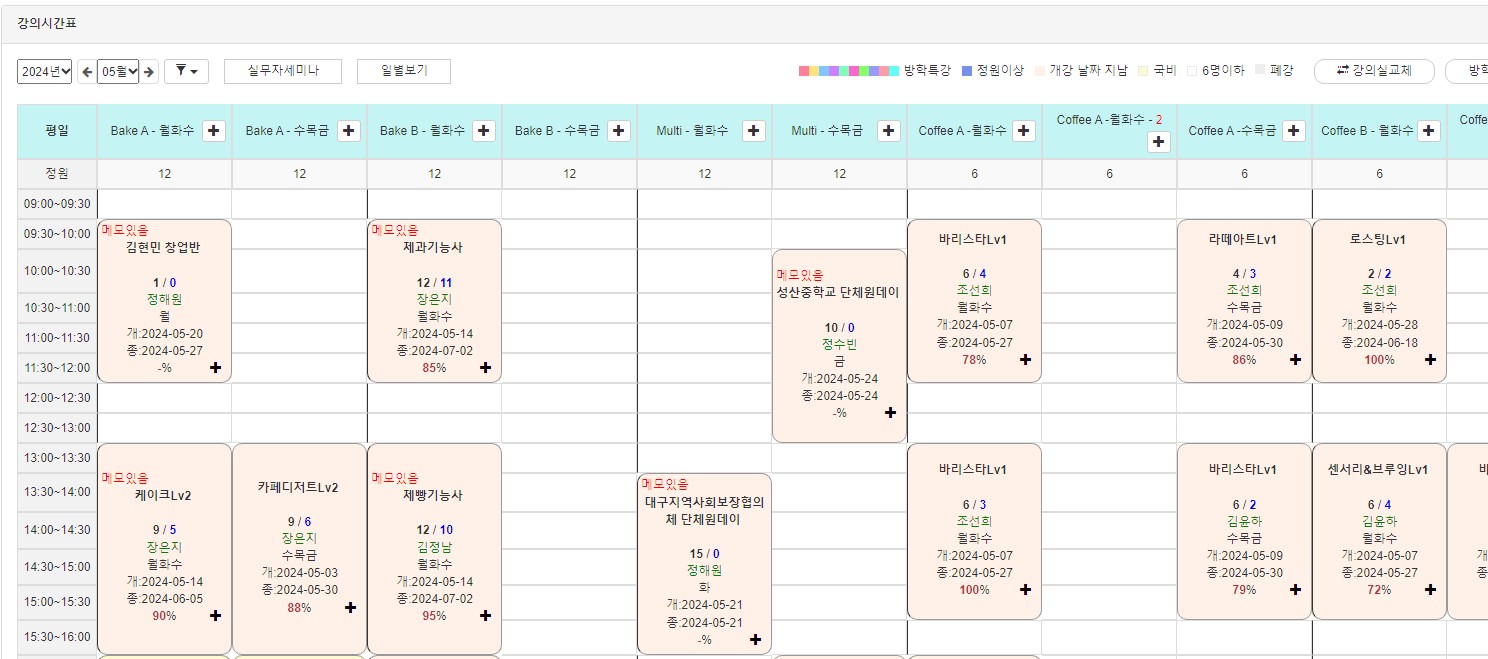 강의시간표
2024년 05월 실무자세미나 일별보기 방학특강 정원이상 개강 날짜 지남 국비 6명이하 폐강 강의실교체
평일 Bake A - 월화수 Bake A - 수목금 Bake B - 월화수 Bake B - 수목금 Multi - 월화수 Multi - 수목금 Coffee A -월화수 Coffee A -월화수 - 2 Coffee A -수목금 Coffee B - 월화수
정원 12 12 12 12 12 12 6 6 6 6
09:00~09:30
09:30~10:00
10:00~10:30
10:30~11:00
11:00~11:30
11:30~12:00
12:00~12:30
12:30~13:00
13:00~13:30
13:30~14:00
14:00~14:30
14:30~15:00
15:00~15:30
15:30~16:00
메모있음
김현민 창업반
1 / 0
정해원
월
개:2024-05-20
종:2024-05-27
-%
메모있음
제과기능사
12 / 11
장은지
월화수
개:2024-05-14
종:2024-07-02
85%
메모있음
성산중학교 단체원데이
10 / 0
정수빈
금
개:2024-05-24
종:2024-05-24
-%
바리스타Lv1
6 / 4
조선희
월화수
개:2024-05-07
종:2024-05-27
78%
라떼아트Lv1
4 / 3
조선희
수목금
개:2024-05-09
종:2024-05-30
86%
로스팅Lv1
2 / 2
조선희
월화수
개:2024-05-28
종:2024-06-18
100%
메모있음
케이크Lv2
9 / 5
장은지
월화수
개:2024-05-14
종:2024-06-05
90%
카페디저트Lv2
9 / 6
장은지
수목금
개:2024-05-03
종:2024-05-30
88%
메모있음
제빵기능사
12 / 10
김정남
월화수
개:2024-05-14
종:2024-07-02
95%
메모있음
대구지역사회보장협의
체 단체원데이
15 / 0
정해원
화
개:2024-05-21
종:2024-05-21
-%
바리스타Lv1
6 / 3
조선희
월화수
개:2024-05-07
종:2024-05-27
100%
바리스타Lv1
6 / 2
김윤하
수목금
개:2024-05-09
종:2024-05-30
79%
센서리&브루잉Lv1
6 / 4
김윤하
월화수
개:2024-05-07
종:2024-05-27
72%